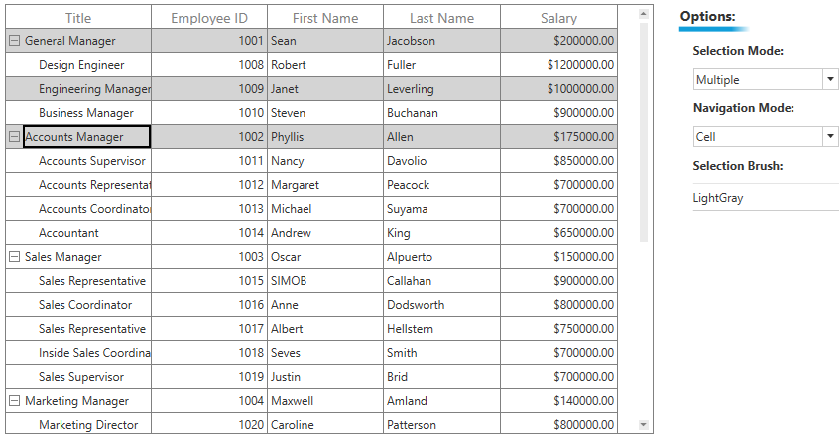 Title Employee ID First Name Last Name Salary
General Manager 1001 Sean Jacobson $200000.00
Design Engineer 1008 Robert Fuller $1200000.00
Engineering Manager 1009 Janet Leverling $1000000.00
Business Manager 1010 Steven Buchanan $900000.00
Accounts Manager 1002 Phyllis Allen $175000.00
Accounts Supervisor 1011 Nancy Davolio $850000.00
Accounts Representat 1012 Margaret Peacock $700000.00
Accounts Coordinato 1013 Michael Suyama $700000.00
Accountant 1014 Andrew King $650000.00
Sales Manager 1003 Oscar Alpuerto $150000.00
Sales Representative 1015 SIMOB Callahan $900000.00
Sales Coordinator 1016 Anne Dodsworth $800000.00
Sales Representative 1017 Albert Hellstem $750000.00
Inside Sales Coordina 1018 Seves Smith $700000.00
Sales Supervisor 1019 Justin Brid $700000.00
Marketing Manager 1004 Maxwell Amland $140000.00
Marketing Director 1020 Caroline Patterson $800000.00
Options:
Selection Mode:
Multiple
Navigation Mode:
Cell
Selection Brush:
LightGray